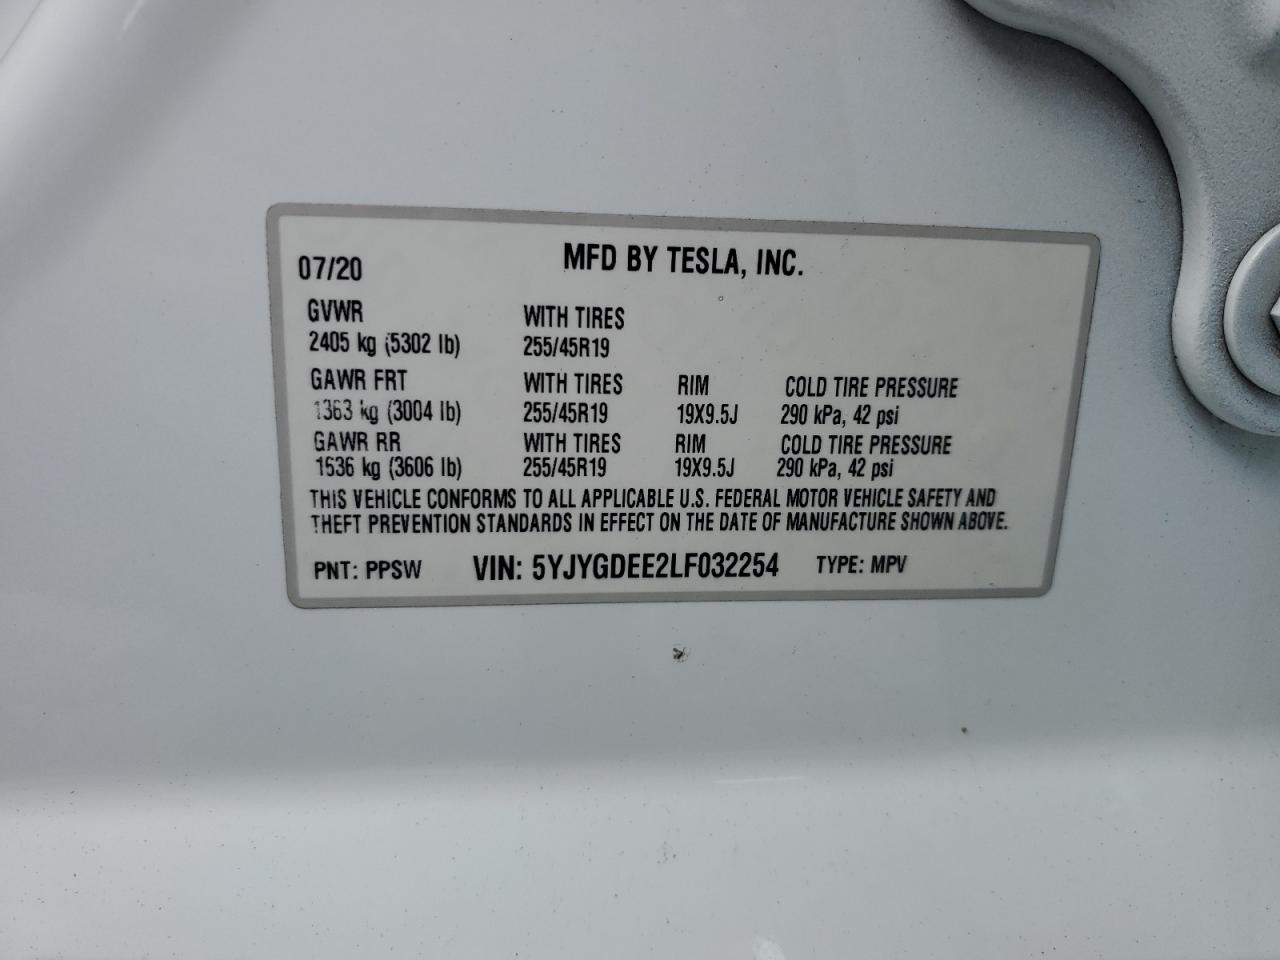 07/20 MFD BY TESLA, INC.
GVWR WITH TIRES
2405 kg (5302 lb) 255/45R19
GAWR FRT WITH TIRES RIM COLD TIRE PRESSURE
1363 kg (3004 lb) 255/45R19 19X9.5J 290 kPa, 42 psi
GAWR RR WITH TIRES RIM COLD TIRE PRESSURE
1636 kg (3606 lb) 255/45R19 19X9.5J 290 kPa, 42 psi
THIS VEHICLE CONFORMS TO ALL APPLICABLE U.S. FEDERAL MOTOR VEHICLE SAFETY AND
THEFT PREVENTION STANDARDS IN EFFECT ON THE DATE OF MANUFACTURE SHOWN ABOVE.
PNT: PPSW VIN: 5YJYGDEE2LF032254 TYPE: MPV